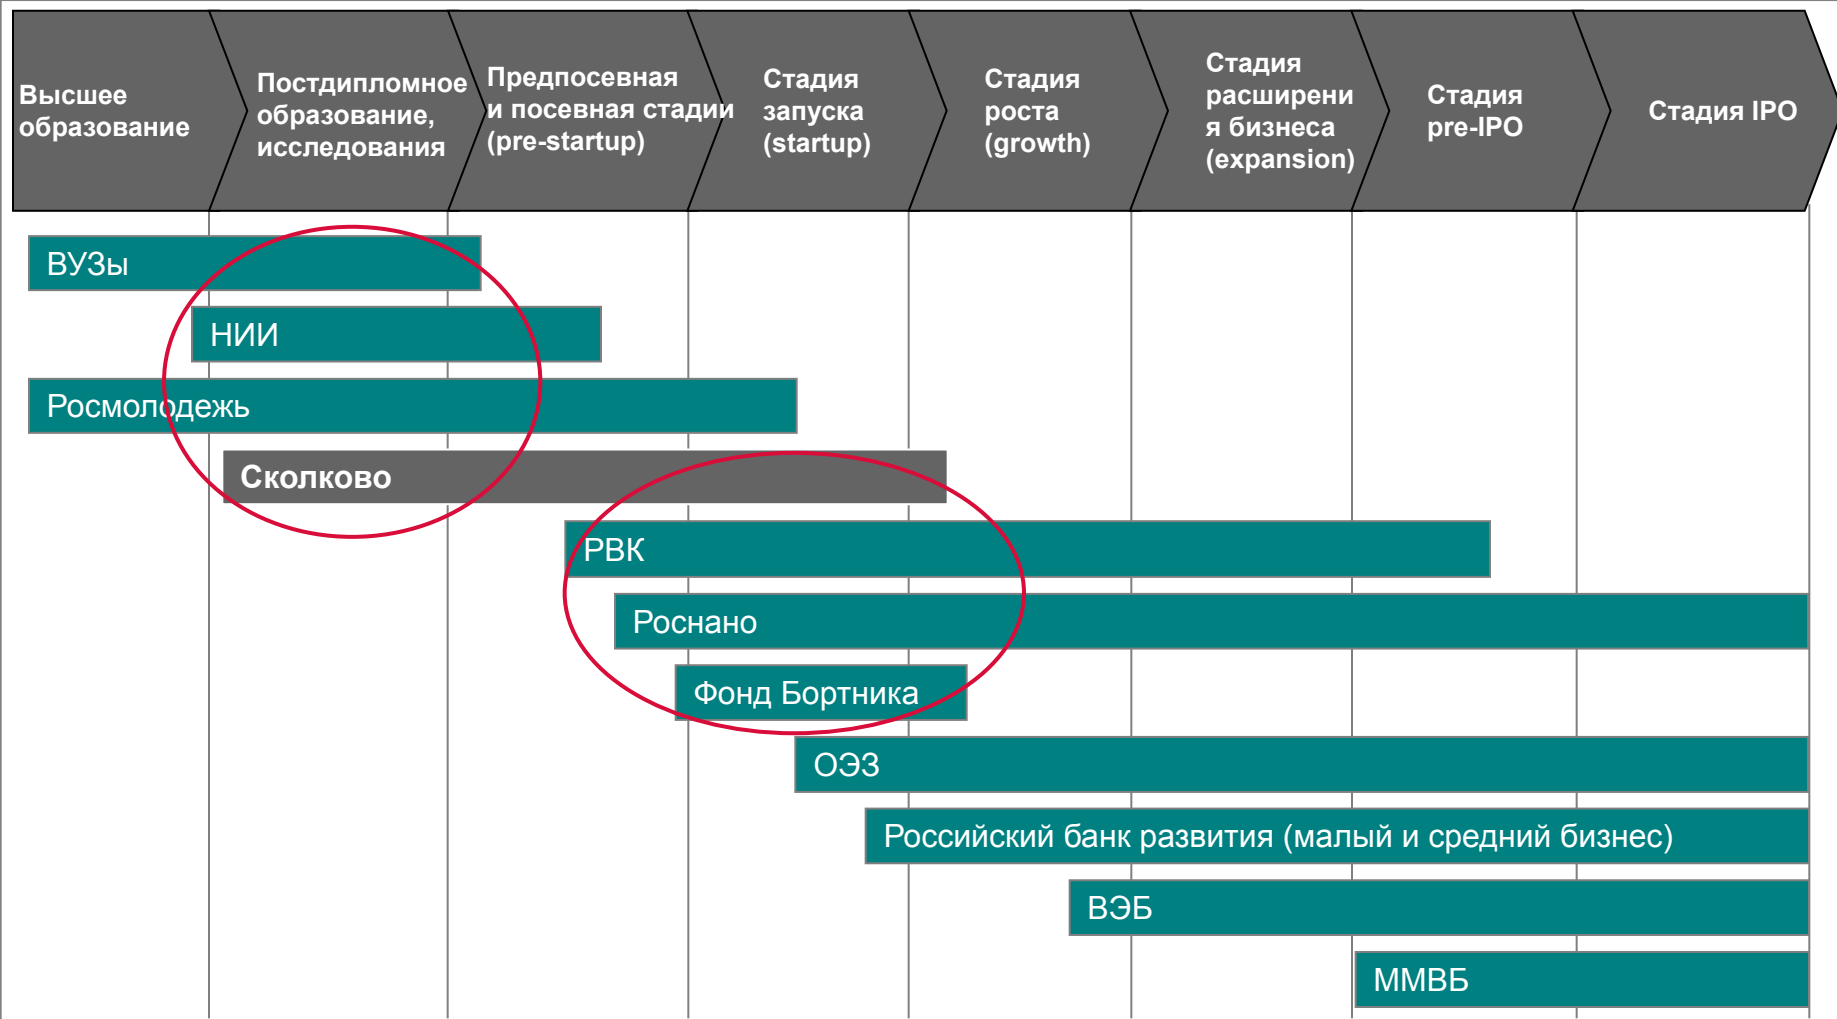 Высшее
образование
Постдипломное
образование,
исследования
Предпосевная
и посевная стадии
(pre-startup)
Стадия
запуска
(startup)
Стадия
роста
(growth)
Стадия
расширени
я бизнеса
(expansion)
Стадия
pre-IPO
Стадия IPO
ВУЗы
НИИ
Росмолодежь
Сколково
РВК
Роснано
Фонд Бортника
ОЭЗ
Российский банк развития (малый и средний бизнес)
ВЭБ
ММВБ